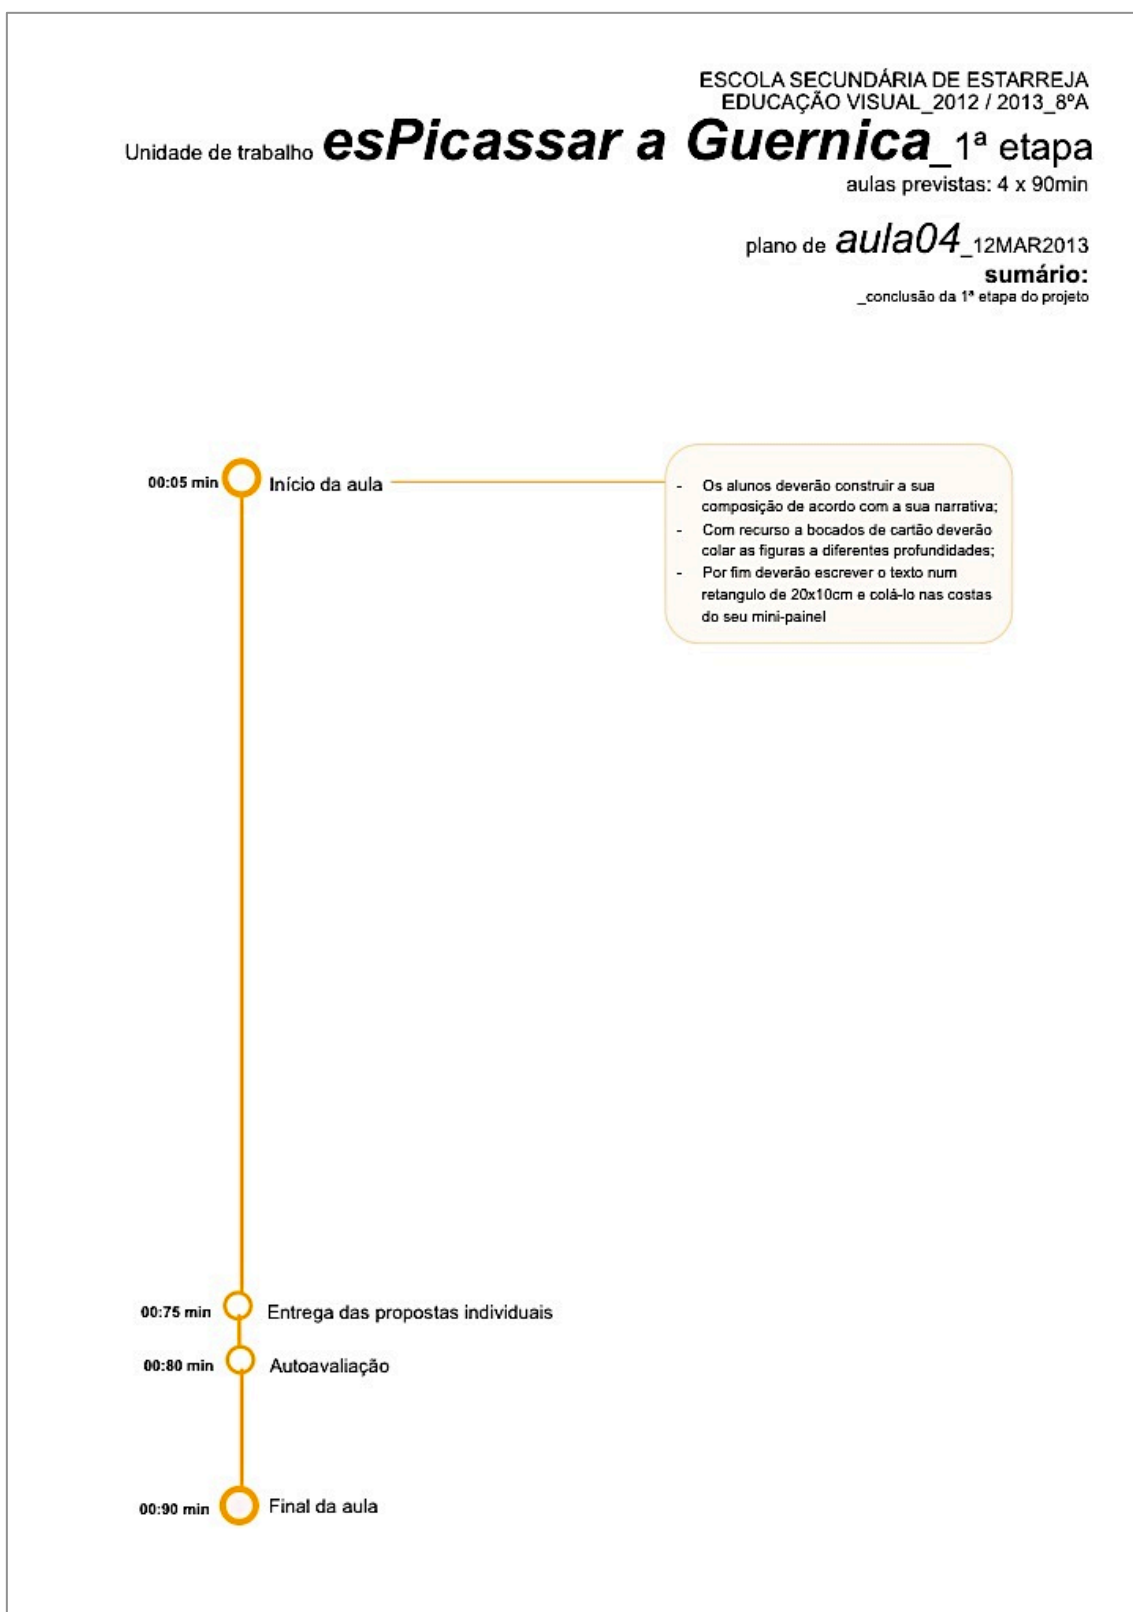 ESCOLA SECUNDÁRIA DE ESTARREJA
EDUCAÇÃO VISUAL_2012 / 2013_8ºA
Unidade de trabalho esPicassar a Guernica_1ª etapa
aulas previstas: 4 x 90min
plano de aula04_12MAR2013
sumário:
_conclusão da 1ª etapa do projeto
00:05 min Início da aula
- Os alunos deverão construir a sua
composição de acordo com a sua narrativa;
- Com recurso a bocados de cartão deverão
colar as figuras a diferentes profundidades;
- Por fim deverão escrever o texto num
retangulo de 20x10cm e colá-lo nas costas
do seu mini-painel
00:75 min Entrega das propostas individuais
00:80 min Autoavaliação
00:90 min Final da aula